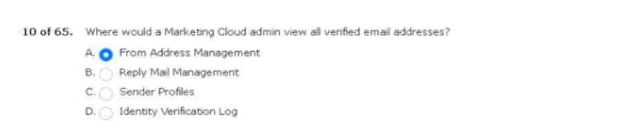 10 of 65. Where would a Marketing Cloud admin view all verified email addresses?
A. From Address Management
B. Reply Mail Management
C. Sender Profiles
D. Identity Verification Log